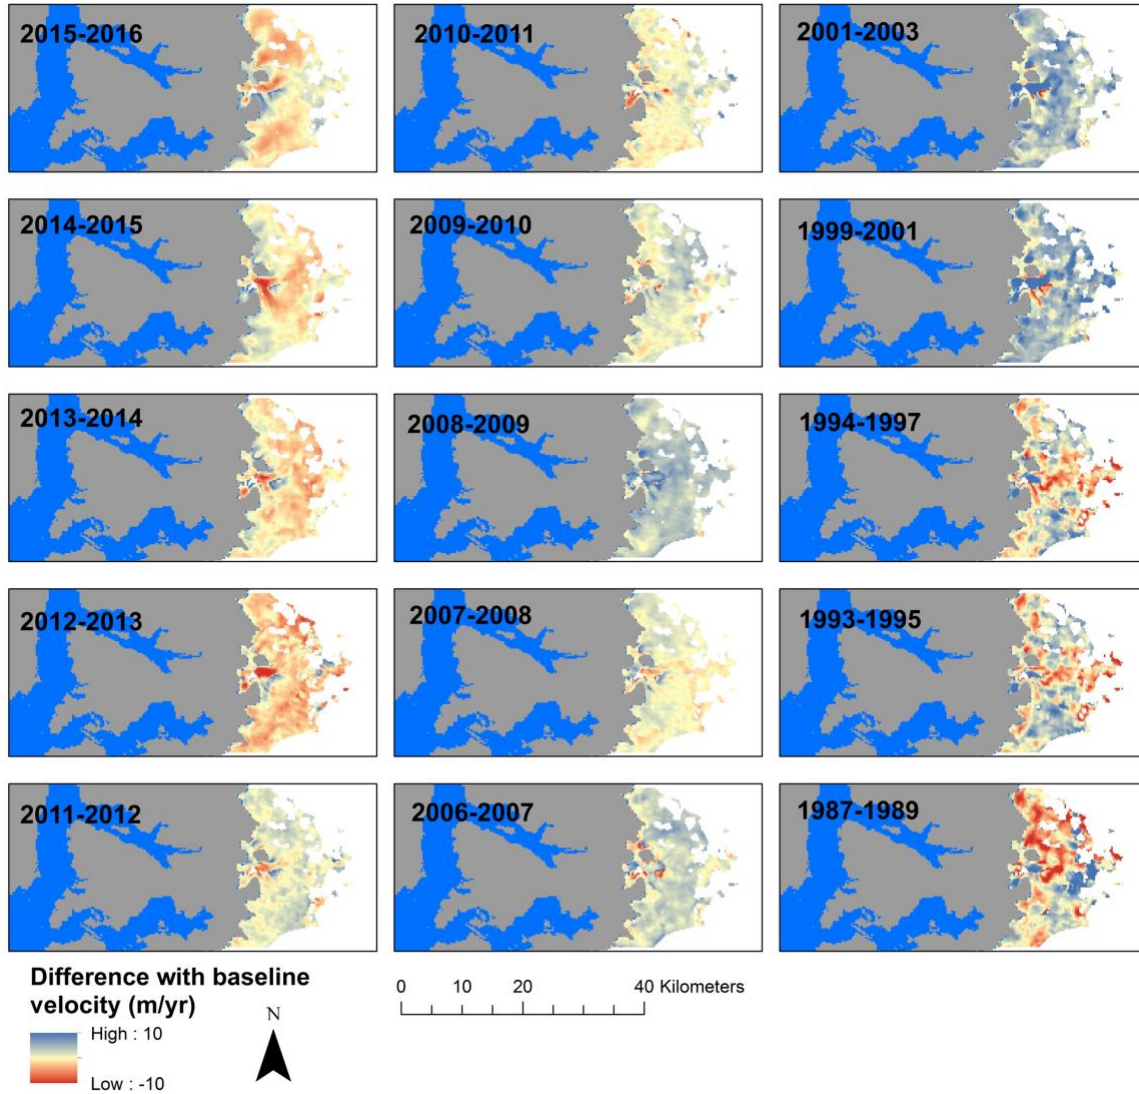 2015-2016
2010-2011
2001-2003
2014-2015
2009-2010
1999-2001
2013-2014
2008-2009
1994-1997
2012-2013
2007-2008
1993-1995
2011-2012
2006-2007
1987-1989
Difference with baseline
velocity (m/yr)
High : 10
Low : -10
N
0 10 20 40 Kilometers